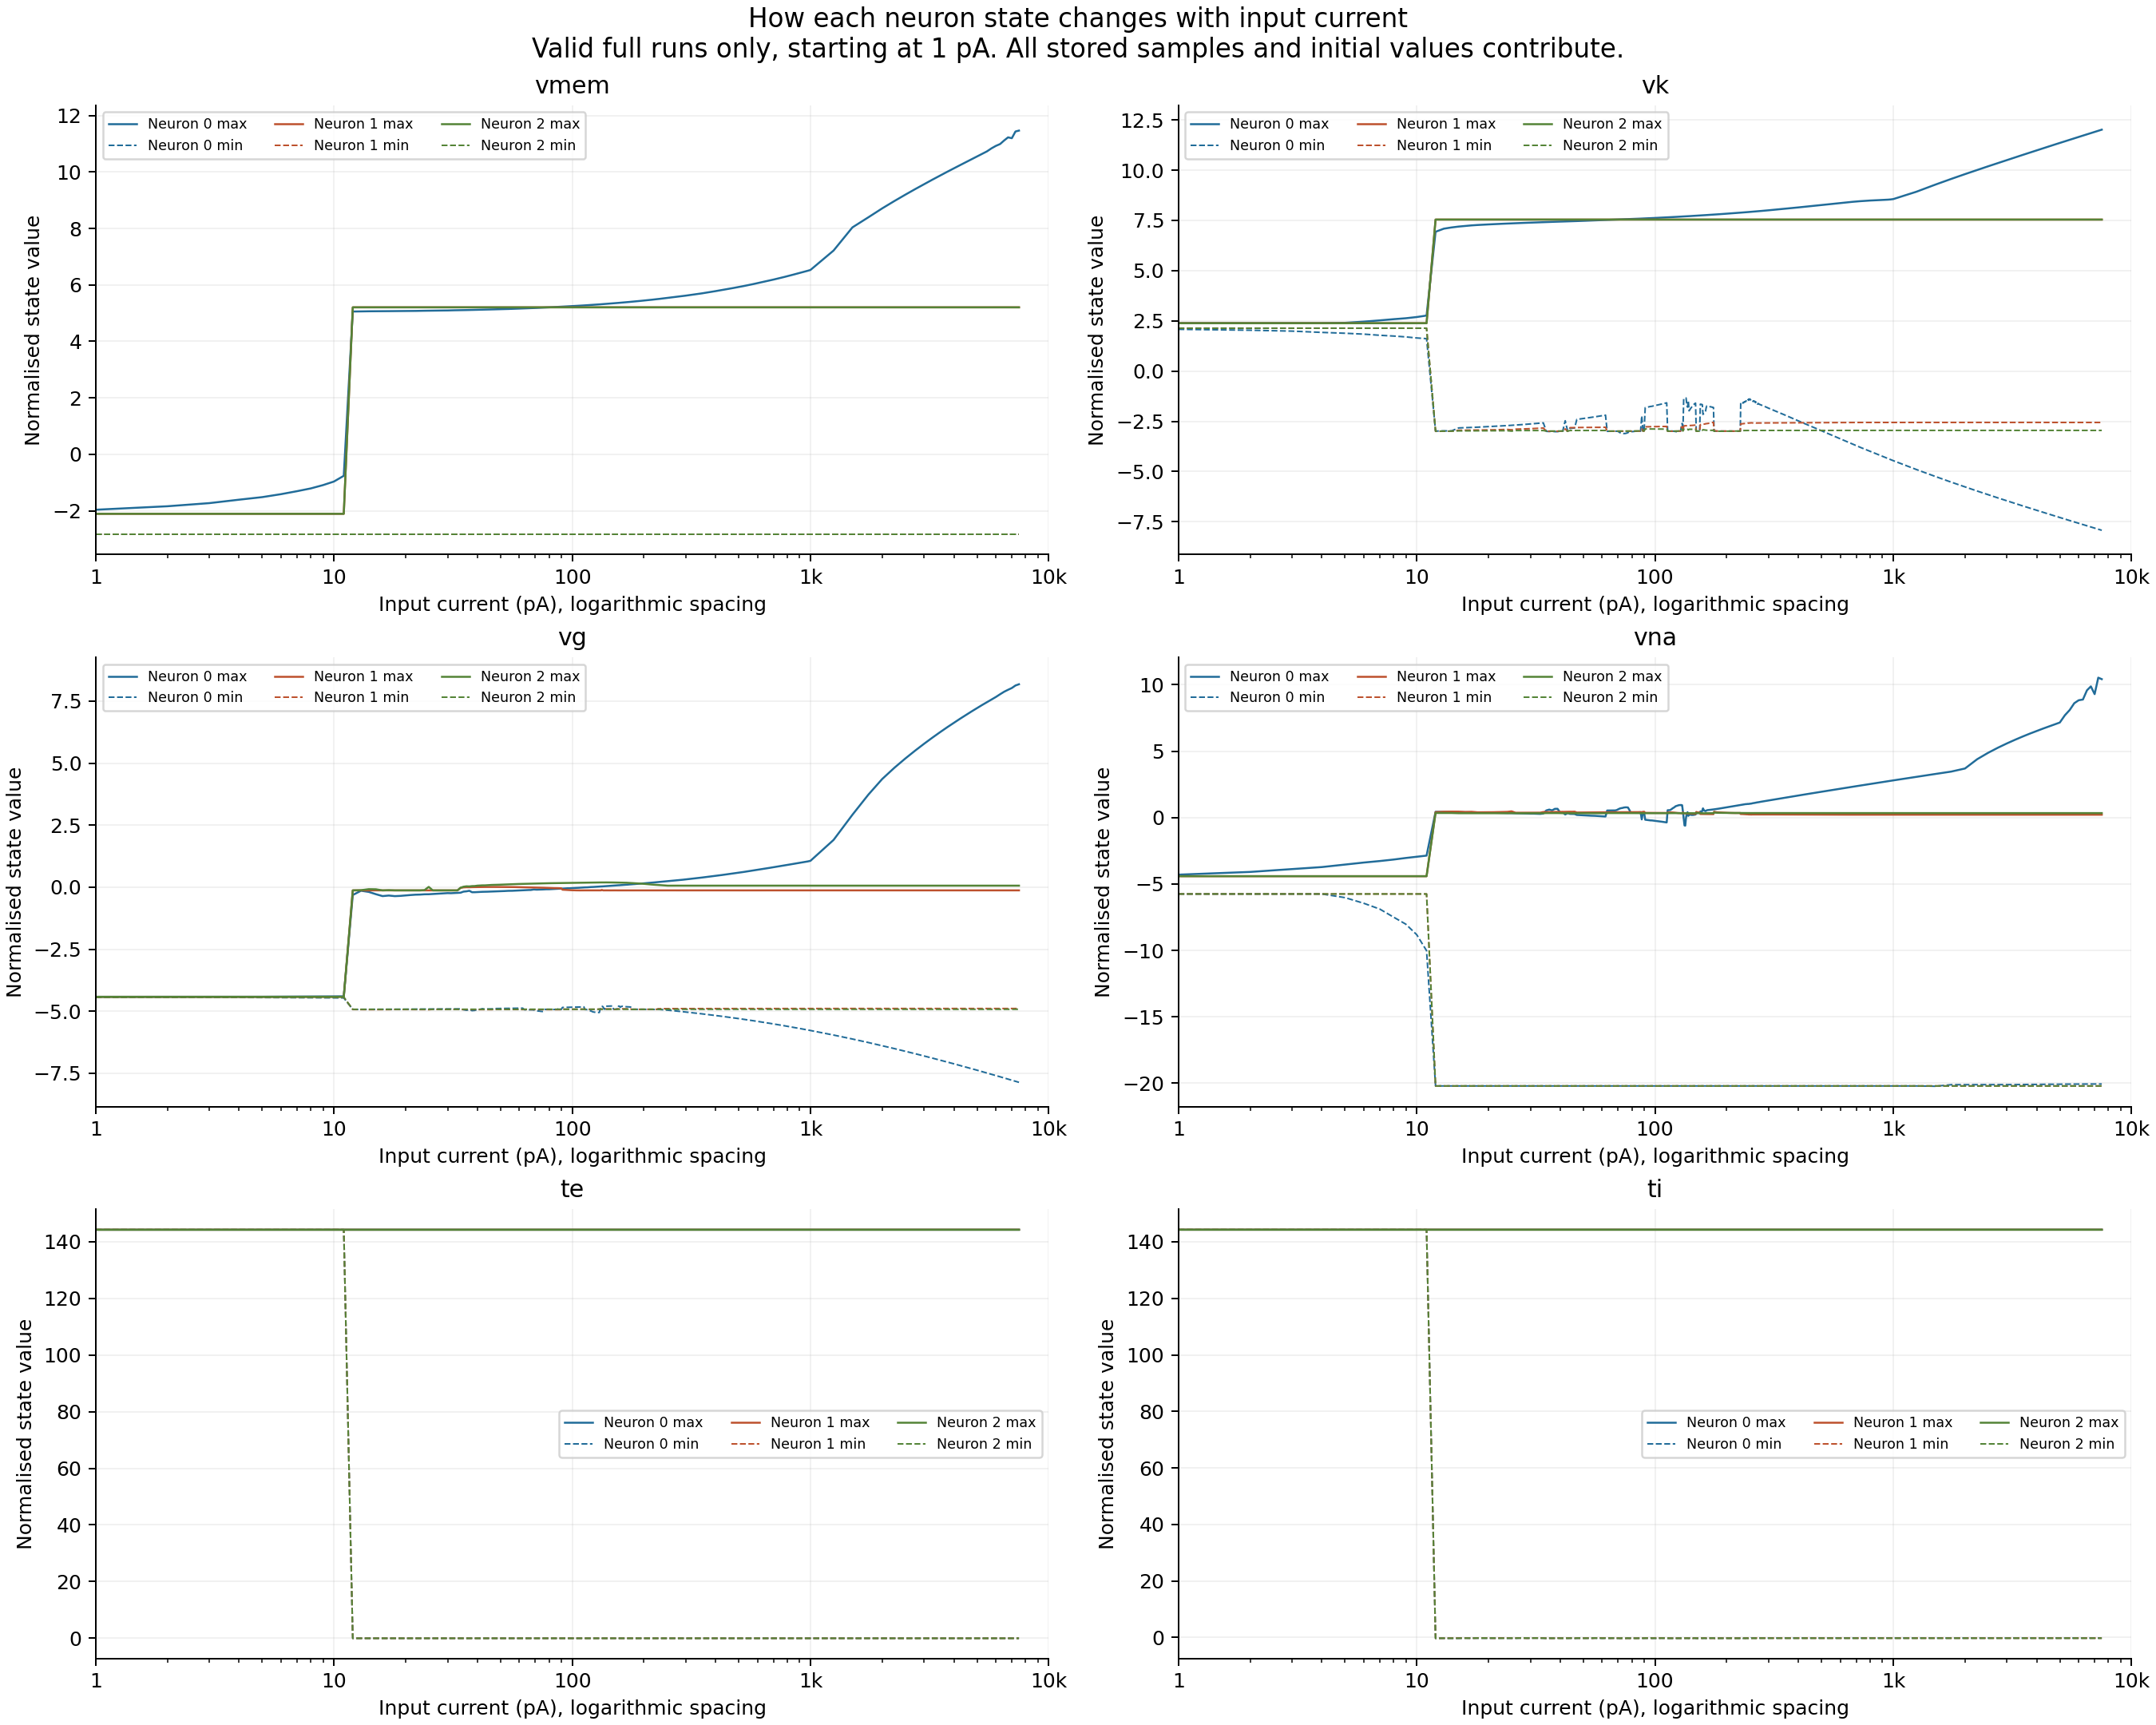 How each neuron state changes with input current
Valid full runs only, starting at 1 pA. All stored samples and initial values contribute.
vmem
Normalised state value
12
10
8
6
4
2
0
−2
Neuron 0 max Neuron 1 max Neuron 2 max
Neuron 0 min Neuron 1 min Neuron 2 min
1 10 100 1k 10k
Input current (pA), logarithmic spacing
vk
Normalised state value
12.5
10.0
7.5
5.0
2.5
0.0
−2.5
−5.0
−7.5
Neuron 0 max Neuron 1 max Neuron 2 max
Neuron 0 min Neuron 1 min Neuron 2 min
1 10 100 1k 10k
Input current (pA), logarithmic spacing
vg
Normalised state value
7.5
5.0
2.5
0.0
−2.5
−5.0
−7.5
Neuron 0 max Neuron 1 max Neuron 2 max
Neuron 0 min Neuron 1 min Neuron 2 min
1 10 100 1k 10k
Input current (pA), logarithmic spacing
vna
Normalised state value
10
5
0
−5
−10
−15
−20
Neuron 0 max Neuron 1 max Neuron 2 max
Neuron 0 min Neuron 1 min Neuron 2 min
1 10 100 1k 10k
Input current (pA), logarithmic spacing
te
Normalised state value
140
120
100
80
60
40
20
0
Neuron 0 max Neuron 1 max Neuron 2 max
Neuron 0 min Neuron 1 min Neuron 2 min
1 10 100 1k 10k
Input current (pA), logarithmic spacing
ti
Normalised state value
140
120
100
80
60
40
20
0
Neuron 0 max Neuron 1 max Neuron 2 max
Neuron 0 min Neuron 1 min Neuron 2 min
1 10 100 1k 10k
Input current (pA), logarithmic spacing